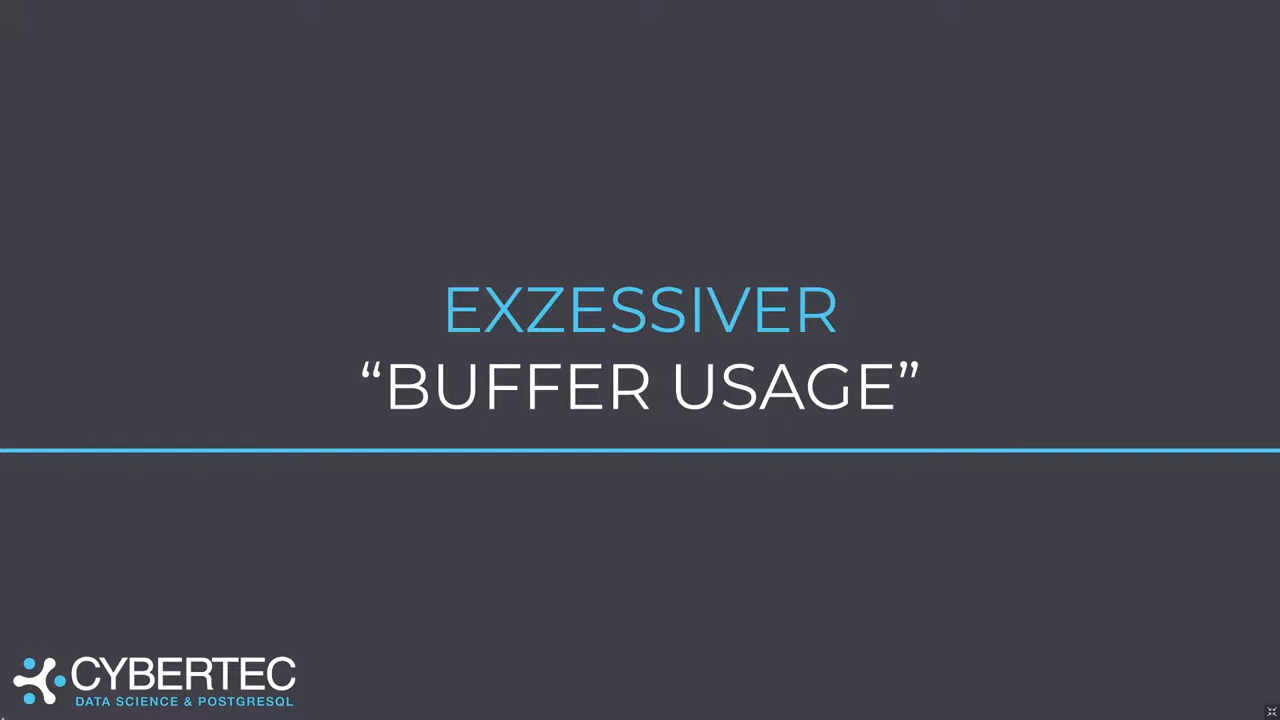 EXZESSIVER
“BUFFER USAGE”
CYBERTEC
DATA SCIENCE & POSTGRESQL